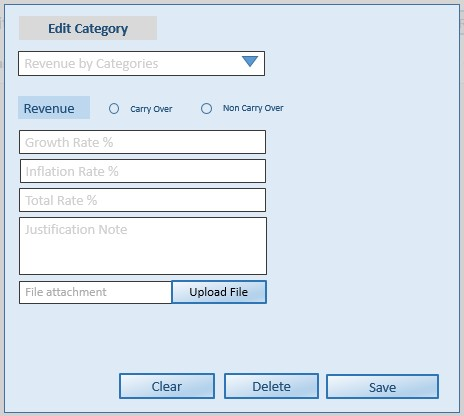 Edit Category
Revenue by Categories
Revenue Carry Over Non Carry Over
Growth Rate %
Inflation Rate %
Total Rate %
Justification Note
File attachment Upload File
Clear Delete Save